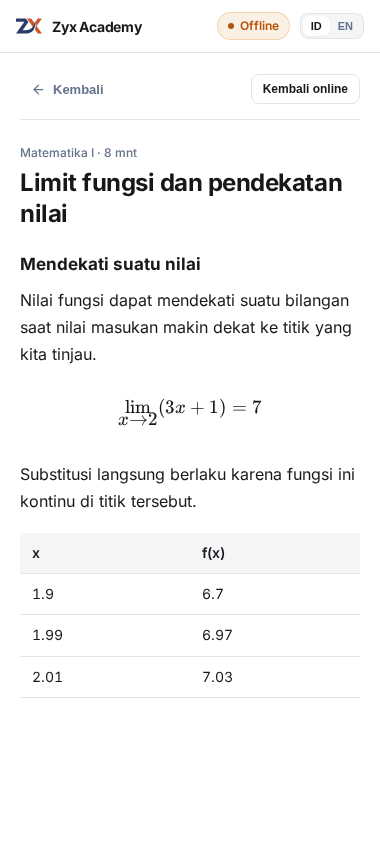 ZX Zyx Academy Offline ID EN
Kembali Kembali online
Matematika I · 8 mnt
Limit fungsi dan pendekatan
nilai
Mendekati suatu nilai
Nilai fungsi dapat mendekati suatu bilangan
saat nilai masukan makin dekat ke titik yang
kita tinjau.
lim (3x + 1) = 7
x→2
Substitusi langsung berlaku karena fungsi ini
kontinu di titik tersebut.
x f(x)
1.9 6.7
1.99 6.97
2.01 7.03